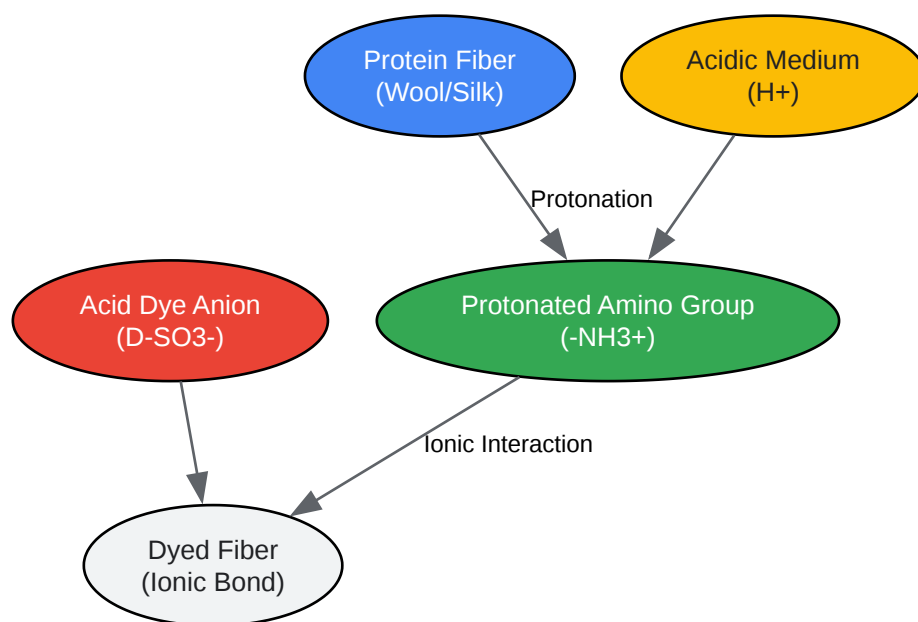 Protein Fiber
(Wool/Silk)
Acidic Medium
(H+)
Protonation
Acid Dye Anion
(D-SO3-)
Protonated Amino Group
(-NH3+)
Ionic Interaction
Dyed Fiber
(Ionic Bond)